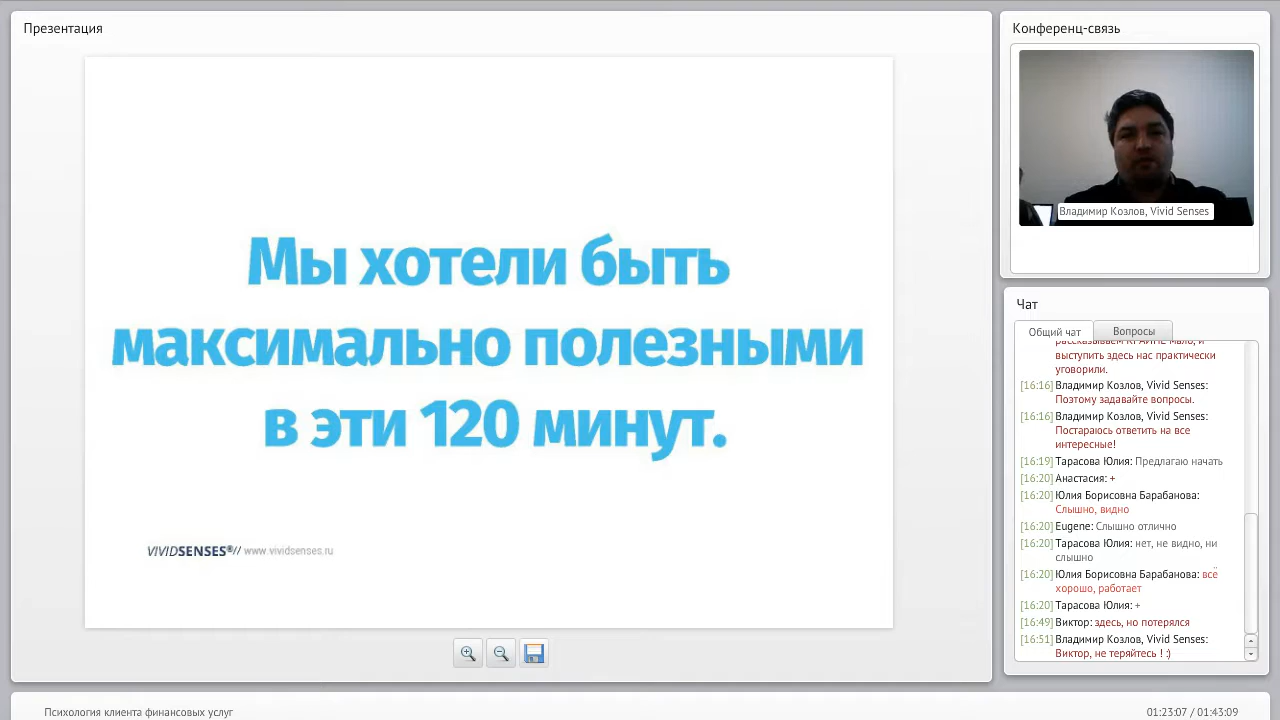 Презентация
Мы хотели быть
максимально полезными
в эти 120 минут.
VIVIDSENSES®// www.vividsenses.ru
Конференц-связь
Владимир Козлов, Vivid Senses
Чат
Общий чат
Вопросы
рассказываем КРАЙНЕ мало, и
выступить здесь нас практически
уговорили.
[16:16] Владимир Козлов, Vivid Senses:
Поэтому задавайте вопросы.
[16:16] Владимир Козлов, Vivid Senses:
Постараюсь ответить на все
интересные!
[16:19] Тарасова Юлия: Предлагаю начать
[16:20] Анастасия: +
[16:20] Юлия Борисовна Барабанова:
Слышно, видно
[16:20] Eugene: Слышно отлично
[16:20] Тарасова Юлия: нет, не видно, ни
слышно
[16:20] Юлия Борисовна Барабанова: всё
хорошо, работает
[16:20] Тарасова Юлия: +
[16:49] Виктор: здесь, но потерялся
[16:51] Владимир Козлов, Vivid Senses:
Виктор, не теряйтесь ! :)
Психология клиента финансовых услуг
01:23:07 / 01:43:09